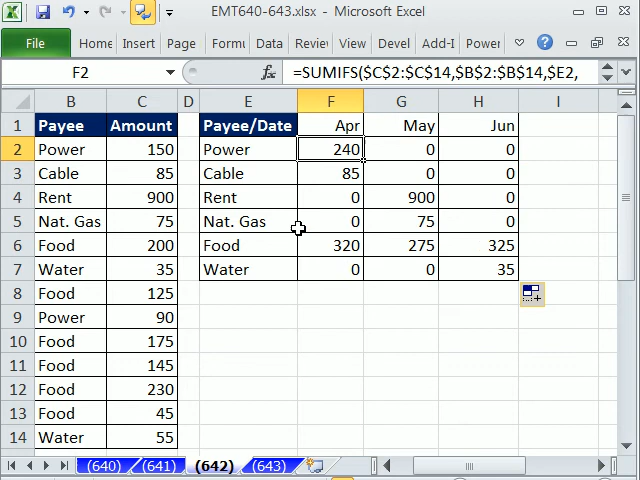 EMT640-643.xlsx - Microsoft Excel
File Home Insert Page Form Data Revie View Devel Add-I Power
F2 fx =SUMIFS($C$2:$C$14,$B$2:$B$14,$E2,
B C D E F G H I
1 Payee Amount Payee/Date Apr May Jun
2 Power 150 Power 240 0 0
3 Cable 85 Cable 85 0 0
4 Rent 900 Rent 0 900 0
5 Nat. Gas 75 Nat. Gas 0 75 0
6 Food 200 Food 320 275 325
7 Water 35 Water 0 0 35
8 Food 125
9 Power 90
10 Food 175
11 Food 145
12 Food 230
13 Food 45
14 Water 55
(640) (641) (642) (643)